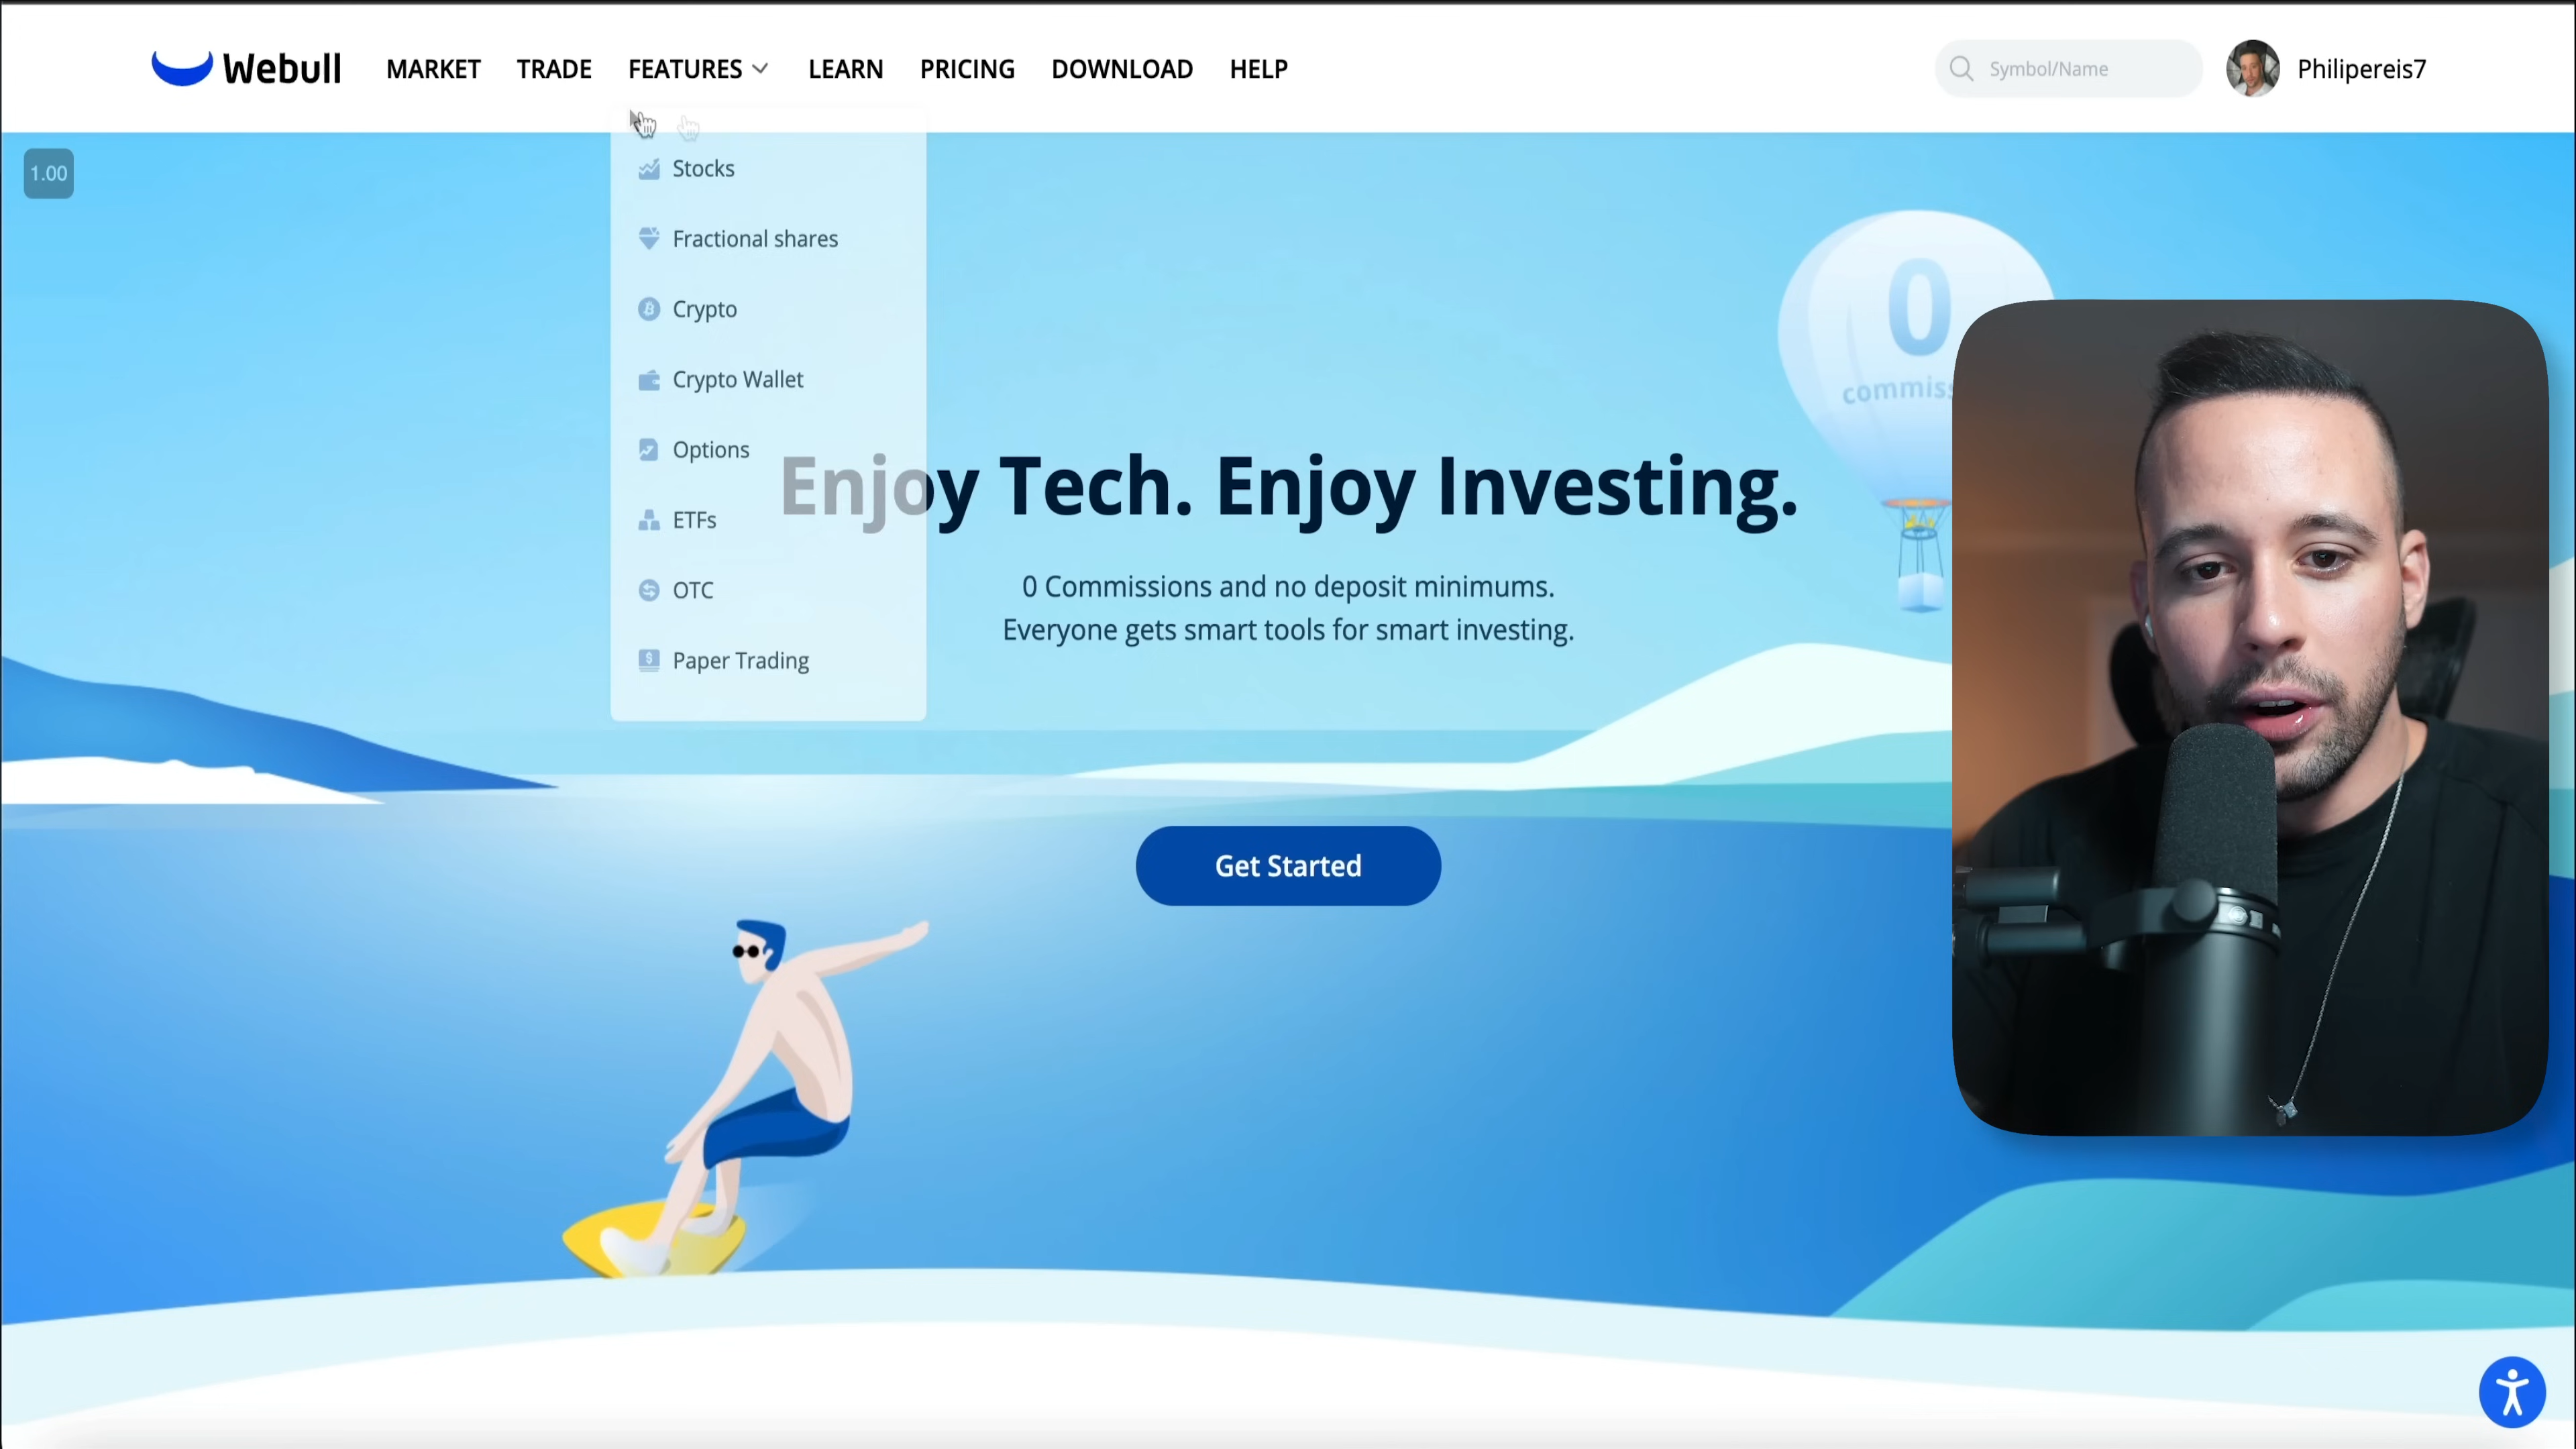 Webull MARKET TRADE FEATURES LEARN PRICING DOWNLOAD HELP Symbol/Name Philipereis7
1.00
Stocks
Fractional shares
Crypto
Crypto Wallet
Options
ETFs
OTC
Paper Trading
0
commiss
Enjoy Tech. Enjoy Investing.
0 Commissions and no deposit minimums.
Everyone gets smart tools for smart investing.
Get Started